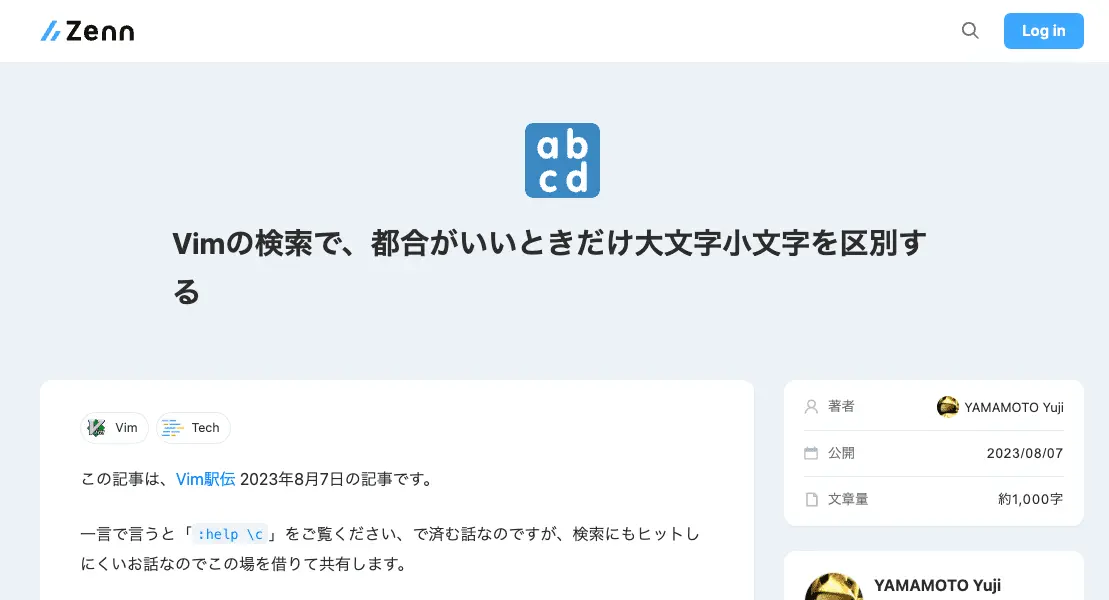 Zenn
Log in
ab
cd
Vimの検索で、都合がいいときだけ大文字小文字を区別す
る
Vim
Tech
この記事は、Vim駅伝 2023年8月7日の記事です。
一言で言うと「:help \c」をご覧ください、で済む話なのですが、検索にもヒットし
にくいお話なのでこの場を借りて共有します。
著者
YAMAMOTO Yuji
公開
2023/08/07
文章量
約1,000字
YAMAMOTO Yuji